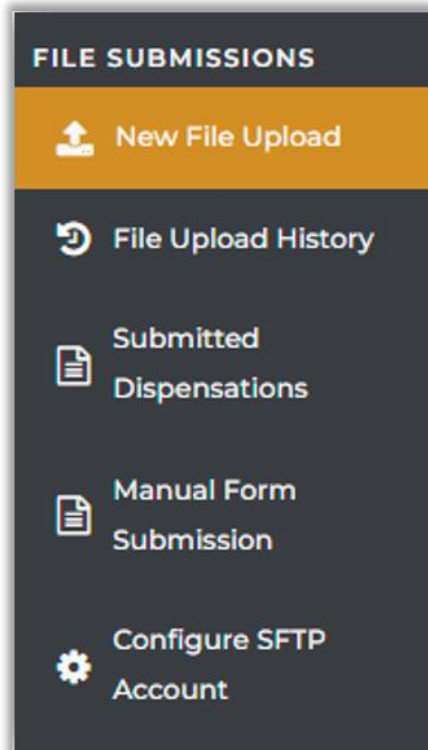 FILE SUBMISSIONS
New File Upload
File Upload History
Submitted
Dispensations
Manual Form
Submission
Configure SFTP
Account